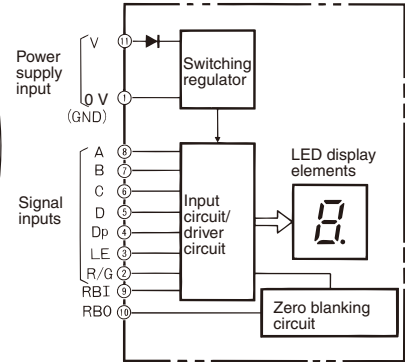 Power
supply
input
V ⑪
0 V ①
(GND)
Switching
regulator
Signal
inputs
A ⑧
B ⑦
C ⑥
D ⑤
Dp ④
LE ③
R/G ②
RBI ⑨
RBO ⑩
Input
circuit/
driver
circuit
LED display
elements
8.
Zero blanking
circuit